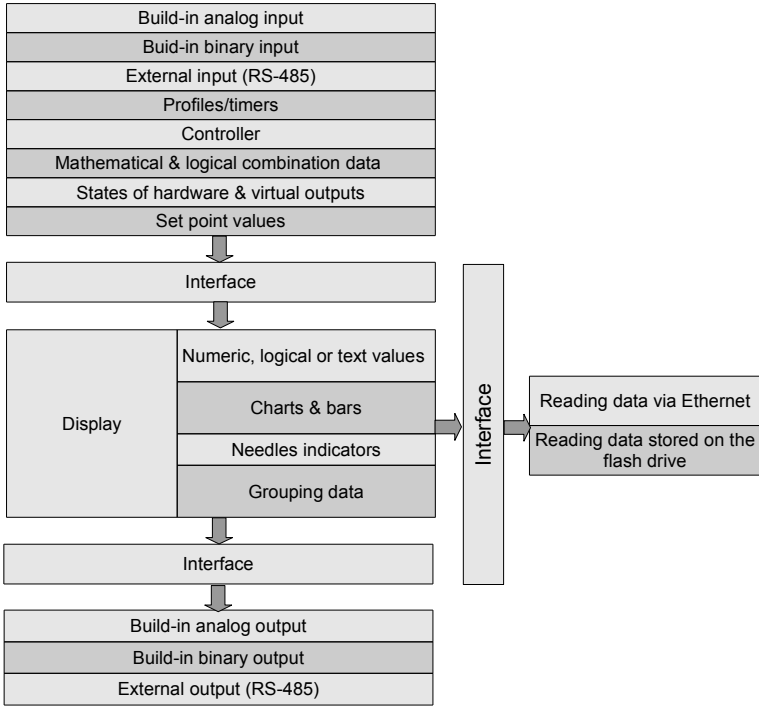 Build-in analog input
Buid-in binary input
External input (RS-485)
Profiles/timers
Controller
Mathematical & logical combination data
States of hardware & virtual outputs
Set point values
Interface
Display
Numeric, logical or text values
Charts & bars
Needles indicators
Grouping data
Interface
Reading data via Ethernet
Reading data stored on the
flash drive
Interface
Build-in analog output
Build-in binary output
External output (RS-485)